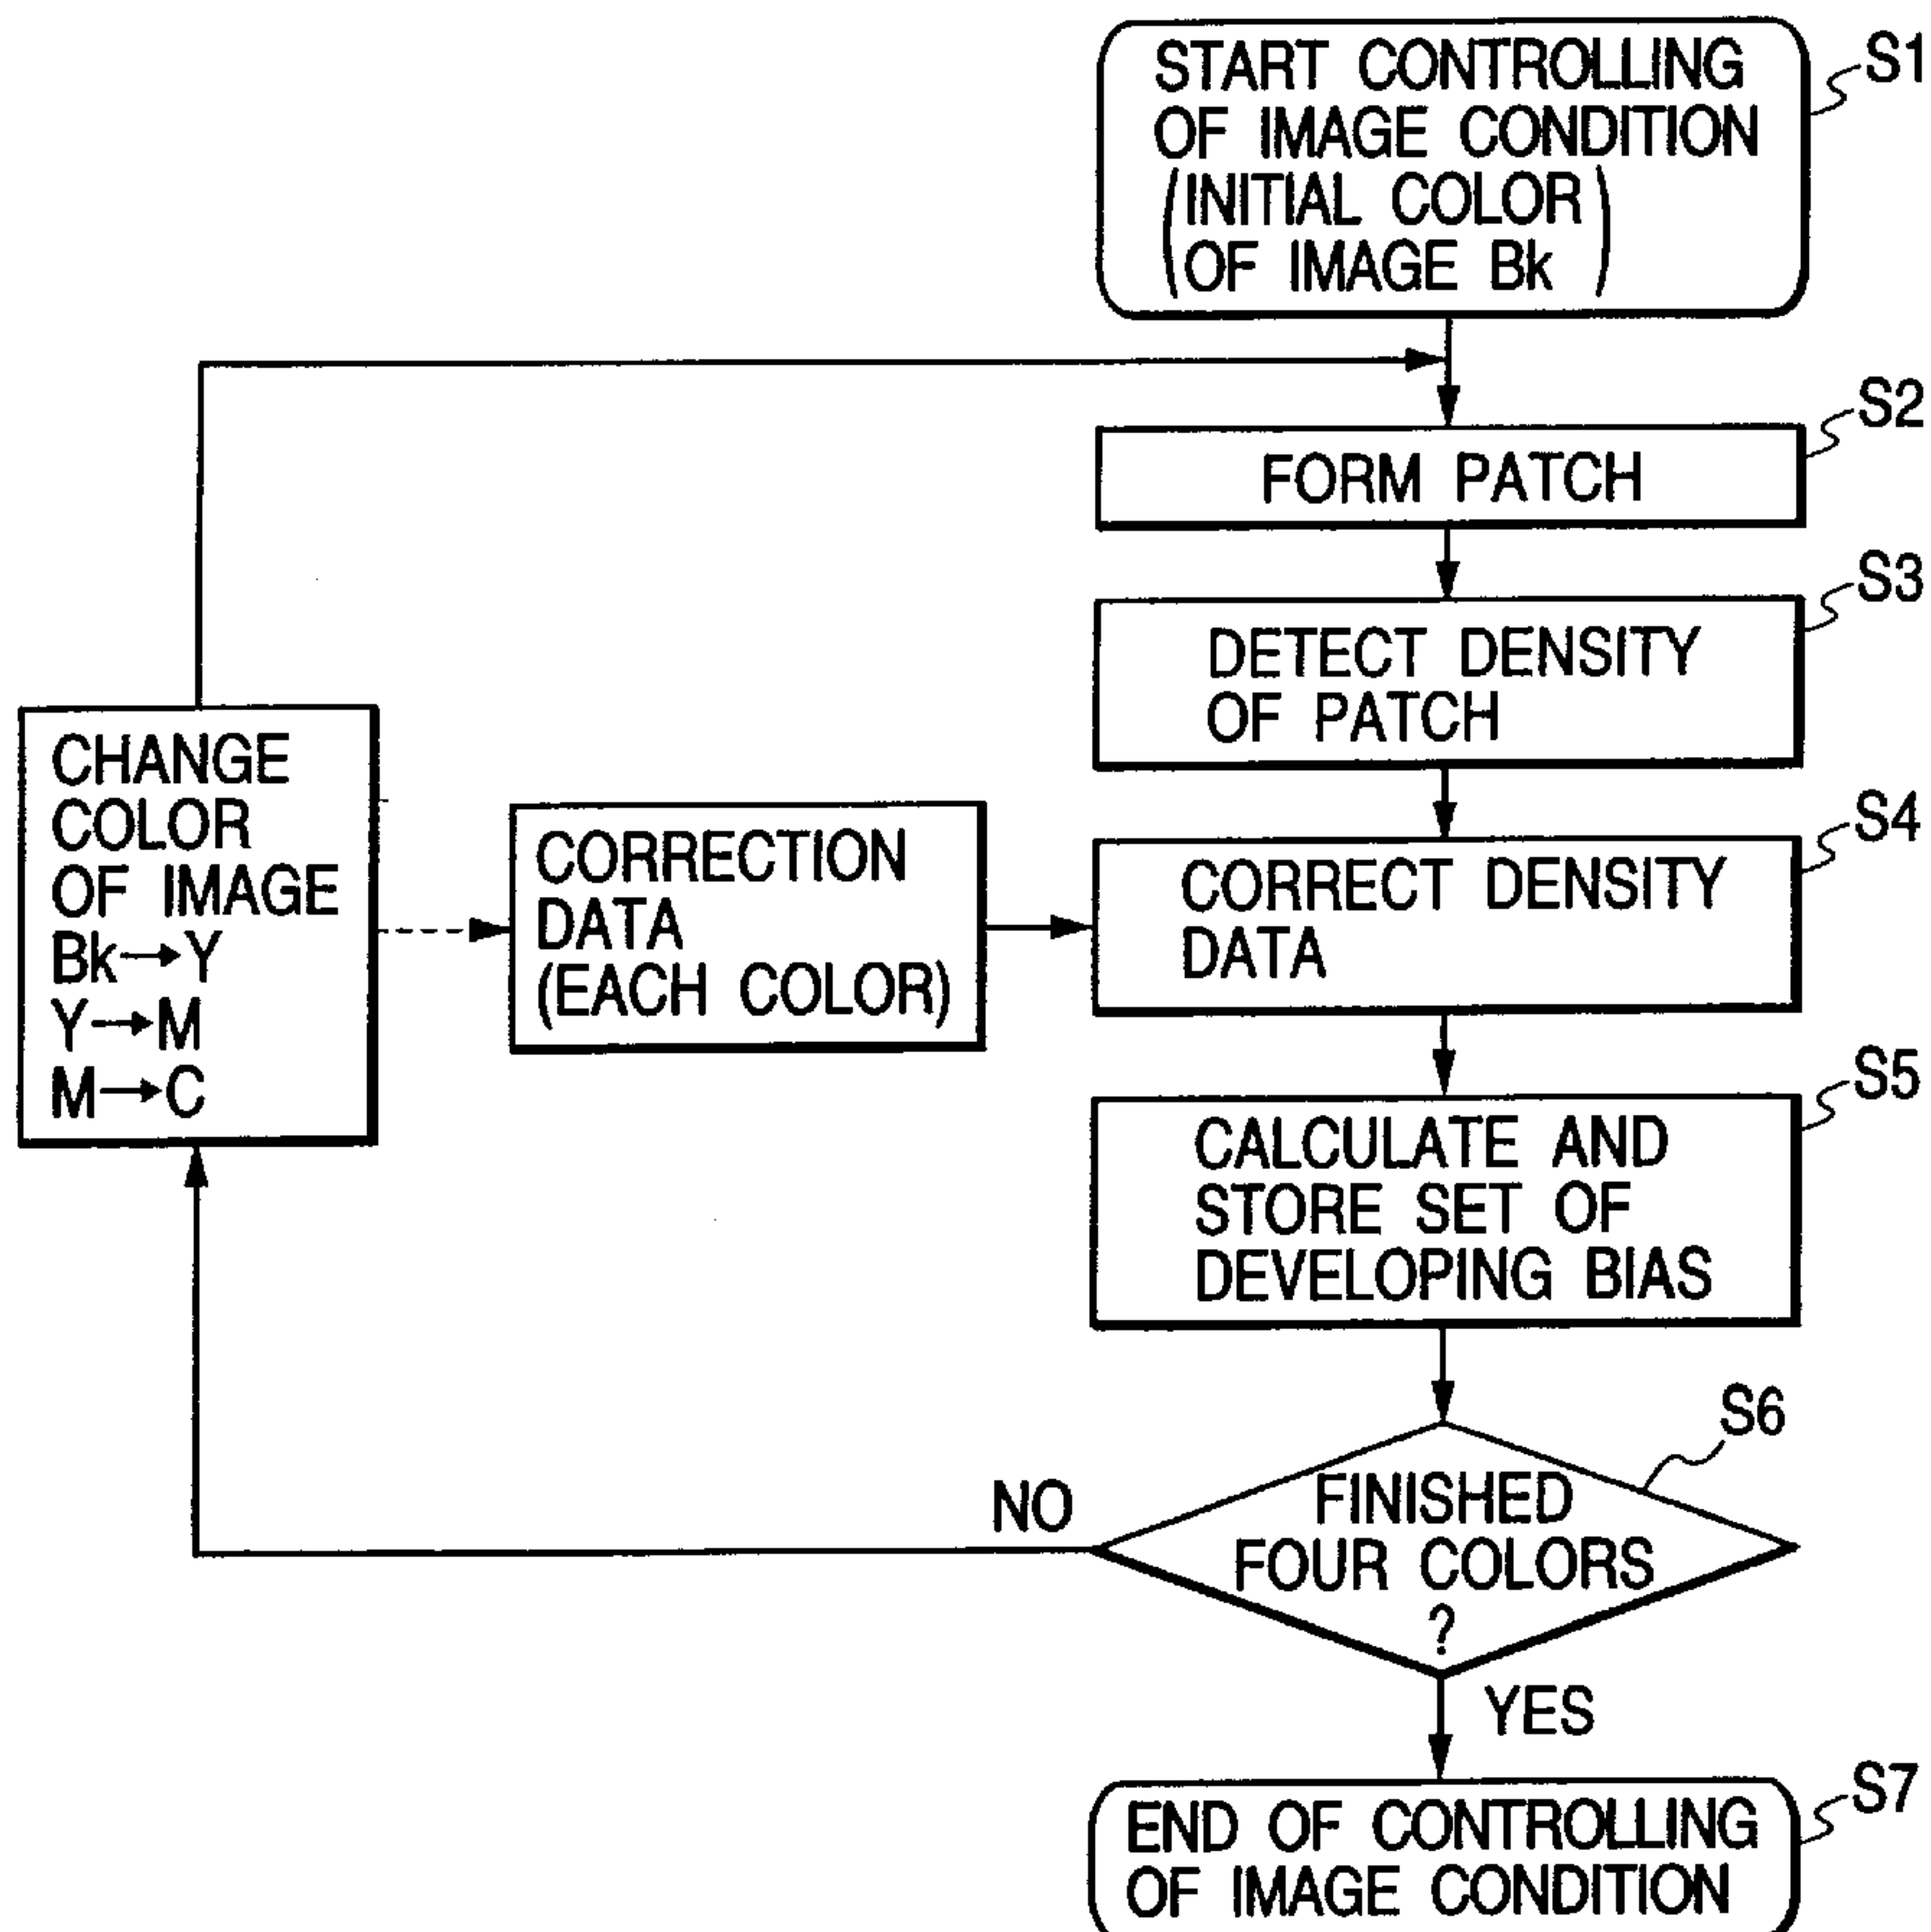 START CONTROLLING
OF IMAGE CONDITION
(INITIAL COLOR
OF IMAGE Bk)
S1
S2
FORM PATCH
S3
DETECT DENSITY
OF PATCH
CHANGE
COLOR
OF IMAGE
Bk→Y
Y→M
M→C
CORRECTION
DATA
(EACH COLOR)
S4
CORRECT DENSITY
DATA
S5
CALCULATE AND
STORE SET OF
DEVELOPING BIAS
S6
FINISHED
FOUR COLORS
?
NO
YES
S7
END OF CONTROLLING
OF IMAGE CONDITION